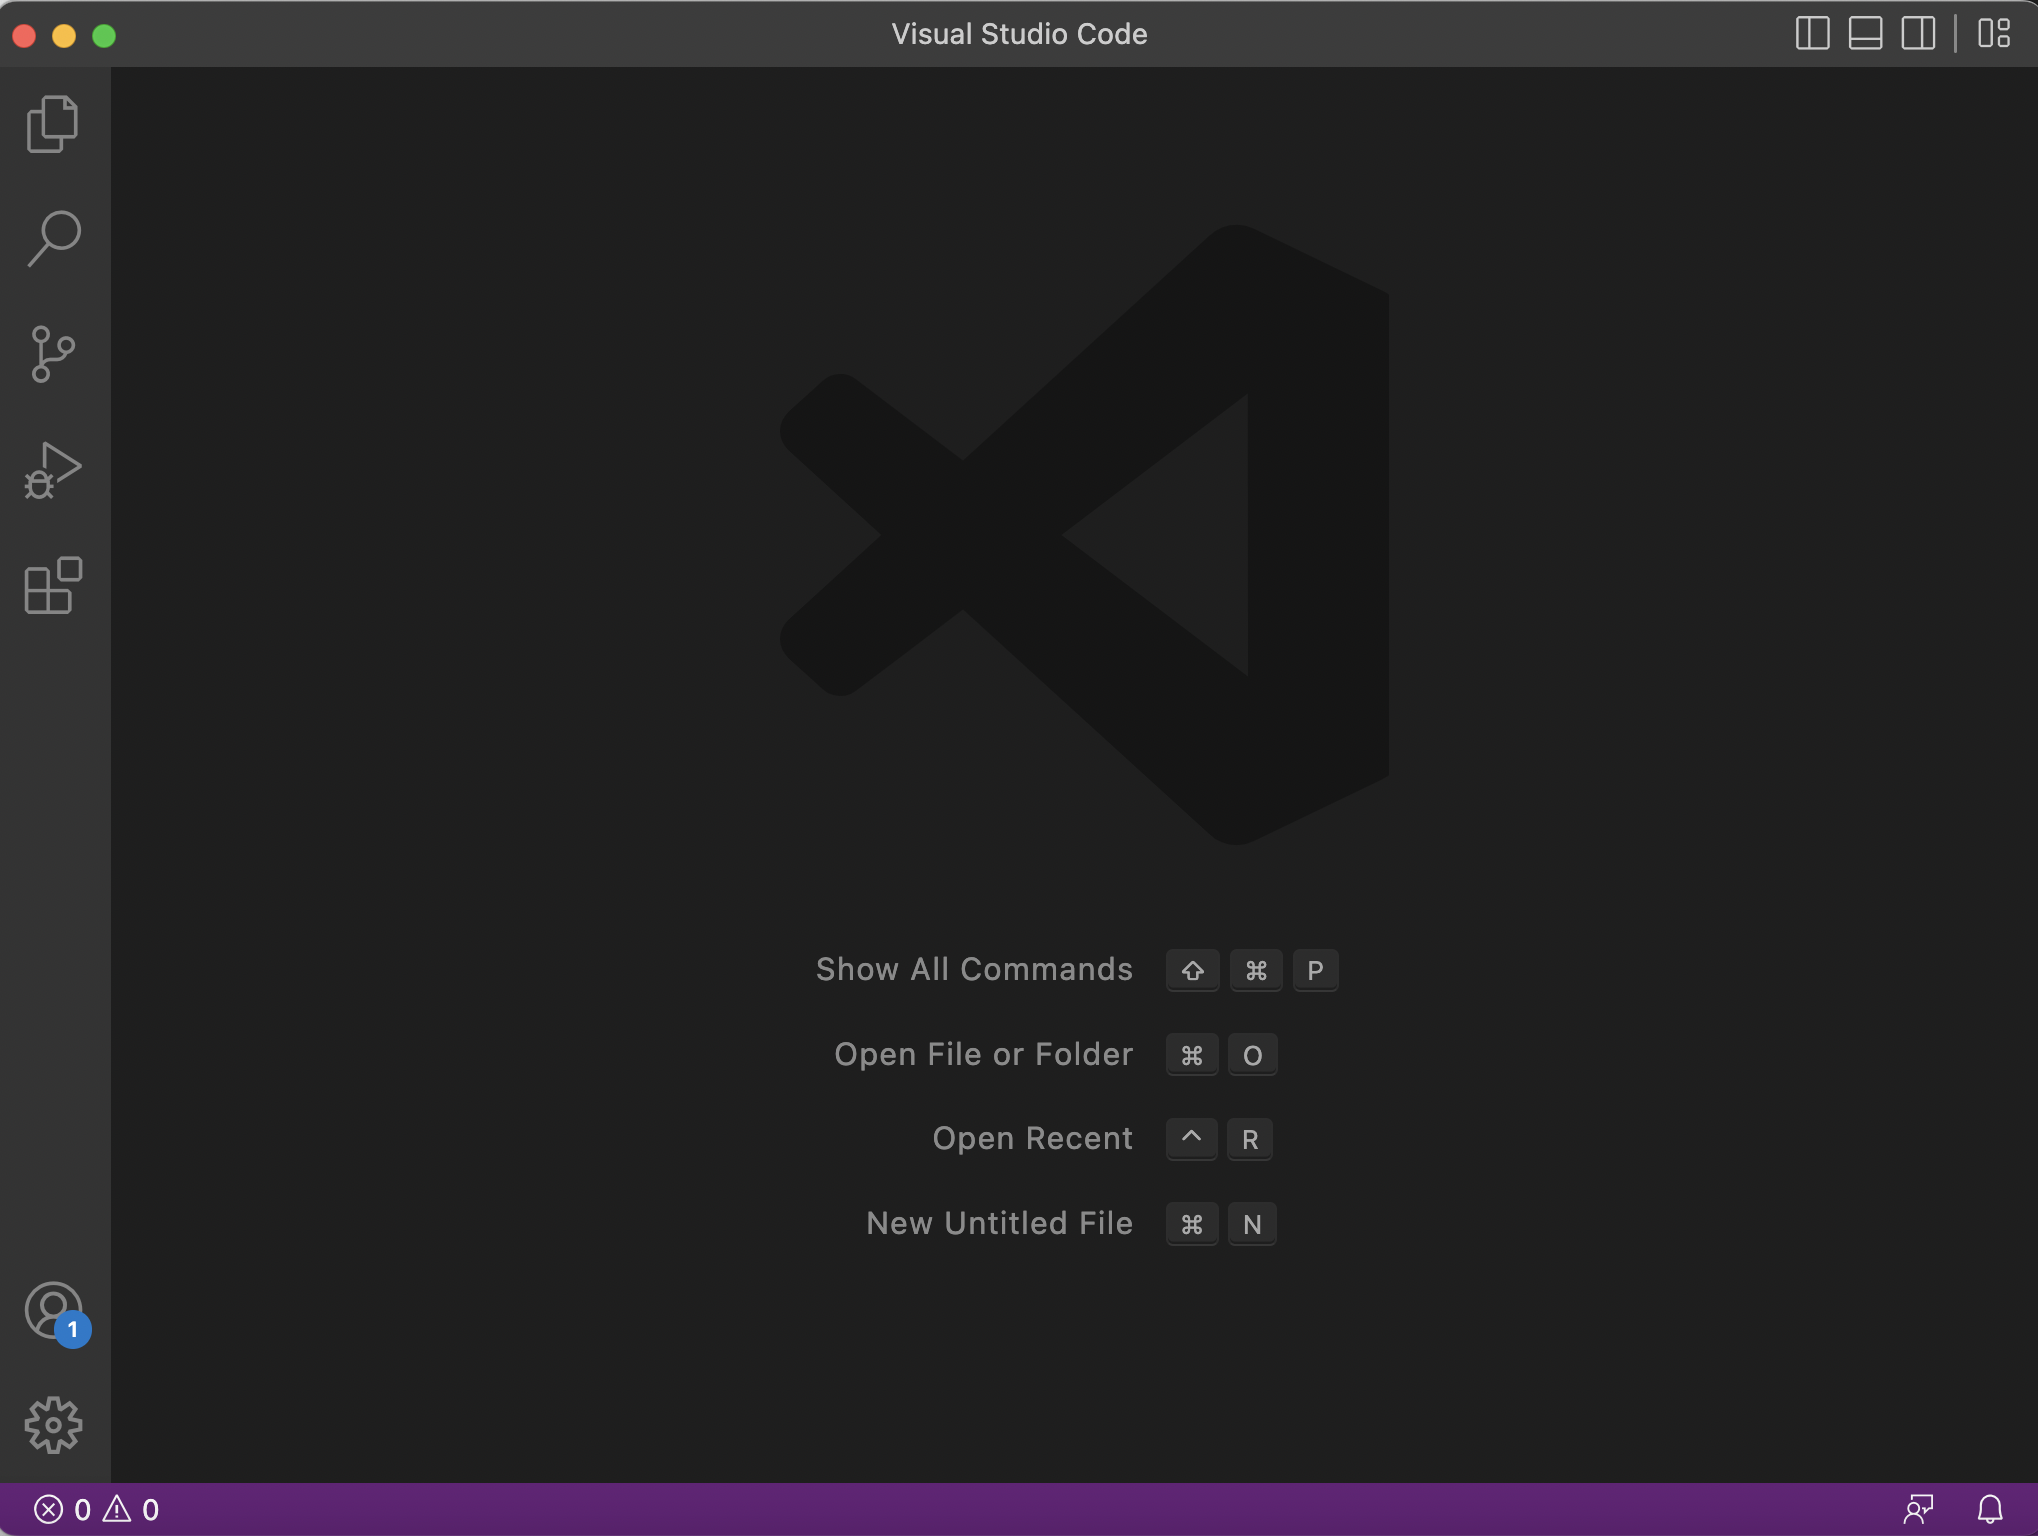 Visual Studio Code
Show All Commands ⇧ ⌘ P
Open File or Folder ⌘ O
Open Recent ^ R
New Untitled File ⌘ N
1
0 0